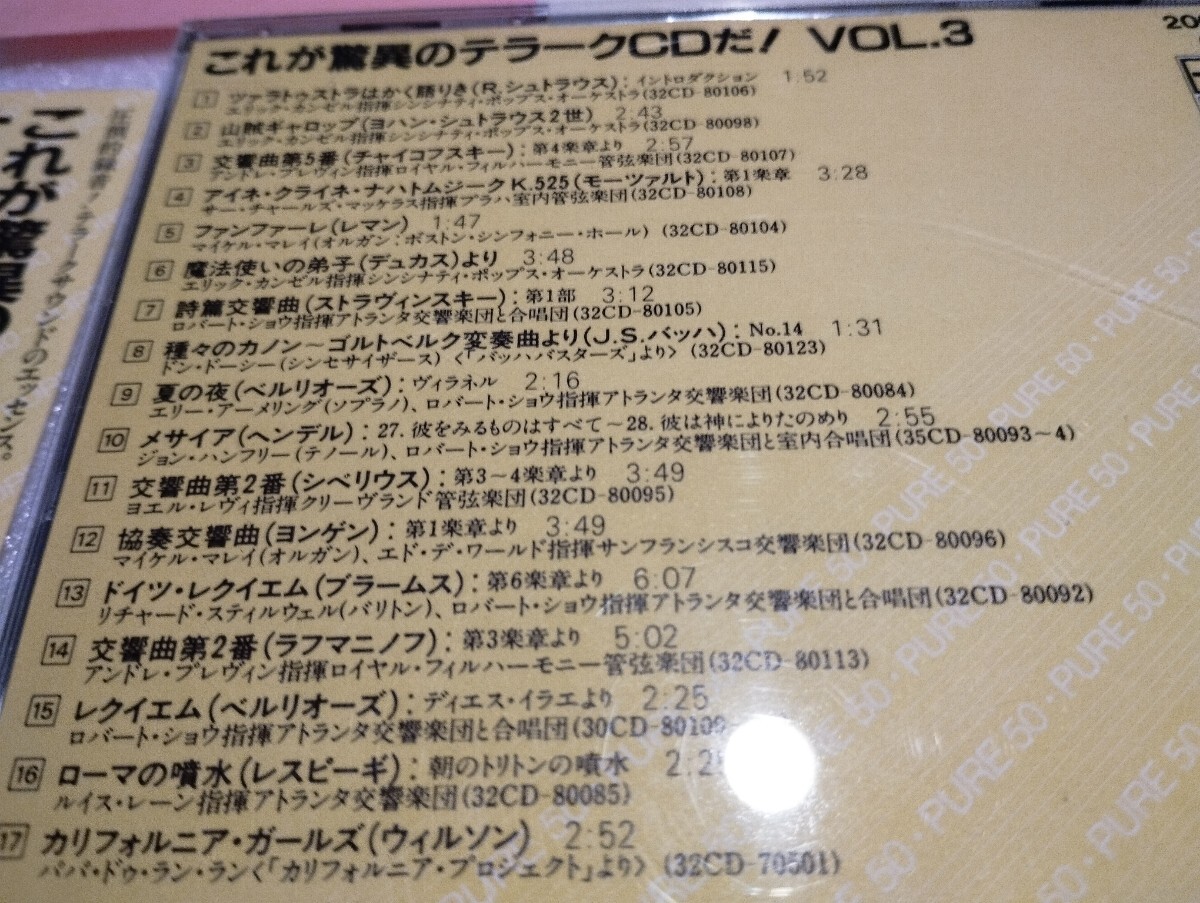 これが驚異のテラークCDだ! VOL.3
1 ツァラトゥストラはかく語りき(R.シュトラウス):イントロダクション 1.52
エリック・カンゼル指揮シンシナティ・ポップス・オーケストラ(32CD-80106)
2 山賊ギャロップ(ヨハン・シュトラウス2世) 2:43
エリック・カンゼル指揮シンシナティ・ポップス・オーケストラ(32CD-80098)
3 交響曲第5番(チャイコフスキー):第4楽章より 2:57
アンドレ・プレヴィン指揮ロイヤル・フィルハーモニー管弦楽団(32CD-80107)
4 アイネ・クライネ・ナハトムジークK.525(モーツァルト):第1楽章 3:28
サー・チャールズ・マッケラス指揮プラハ室内管弦楽団(32CD-80108)
5 ファンファーレ(レマン) 1:47
マイケル・マレイ(オルガン:ボストン・シンフォニー・ホール) (32CD-80104)
6 魔法使いの弟子(デュカス)より 3:48
エリック・カンゼル指揮シンシナティ・ポップス・オーケストラ(32CD-80115)
7 詩篇交響曲(ストラヴィンスキー):第1部 3:12
ロバート・ショウ指揮アトランタ交響楽団と合唱団(32CD-80105)
8 種々のカノン~ゴルトベルク変奏曲より(J.S.バッハ):No.14 1:31
ドン・ドーシー(シンセサイザース)〈「バッハバスターズ」より〉(32CD-80123)
9 夏の夜(ベルリオーズ):ヴィラネル 2:16
エリー・アーメリング(ソプラノ)、ロバート・ショウ指揮アトランタ交響楽団(32CD-80084)
10 メサイア(ヘンデル):27.彼をみるものはすべて~28.彼は神によりたのめり 2:55
ジョン・ハンフリー(テノール)、ロバート・ショウ指揮アトランタ交響楽団と室内合唱団(35CD-80093~4)
11 交響曲第2番(シベリウス):第3~4楽章より 3:49
ヨエル・レヴィ指揮クリーヴランド管弦楽団(32CD-80095)
12 協奏交響曲(ヨンゲン):第1楽章より 3:49
マイケル・マレイ(オルガン)、エド・デ・ワールド指揮サンフランシスコ交響楽団(32CD-80096)
13 ドイツ・レクイエム(ブラームス):第6楽章より 6:07
リチャード・スティルウェル(バリトン)、ロバート・ショウ指揮アトランタ交響楽団と合唱団(32CD-80092)
14 交響曲第2番(ラフマニノフ):第3楽章より 5:02
アンドレ・プレヴィン指揮ロイヤル・フィルハーモニー管弦楽団(32CD-80113)
15 レクイエム(ベルリオーズ):ディエス・イラエより 2:25
ロバート・ショウ指揮アトランタ交響楽団と合唱団(30CD-80109
16 ローマの噴水(レスピーギ):朝のトリトンの噴水
ルイス・レーン指揮アトランタ交響楽団(32CD-80085)
17 カリフォルニア・ガールズ(ウィルソン) 2:52
パパ・ドゥ・ラン・ラン〈「カリフォルニア・プロジェクト」より〉 (32CD-70501)
PURE 50・PURE 50・PURE 50
これが驚異の
圧倒的録音!テラークサウンドのエッセンス。